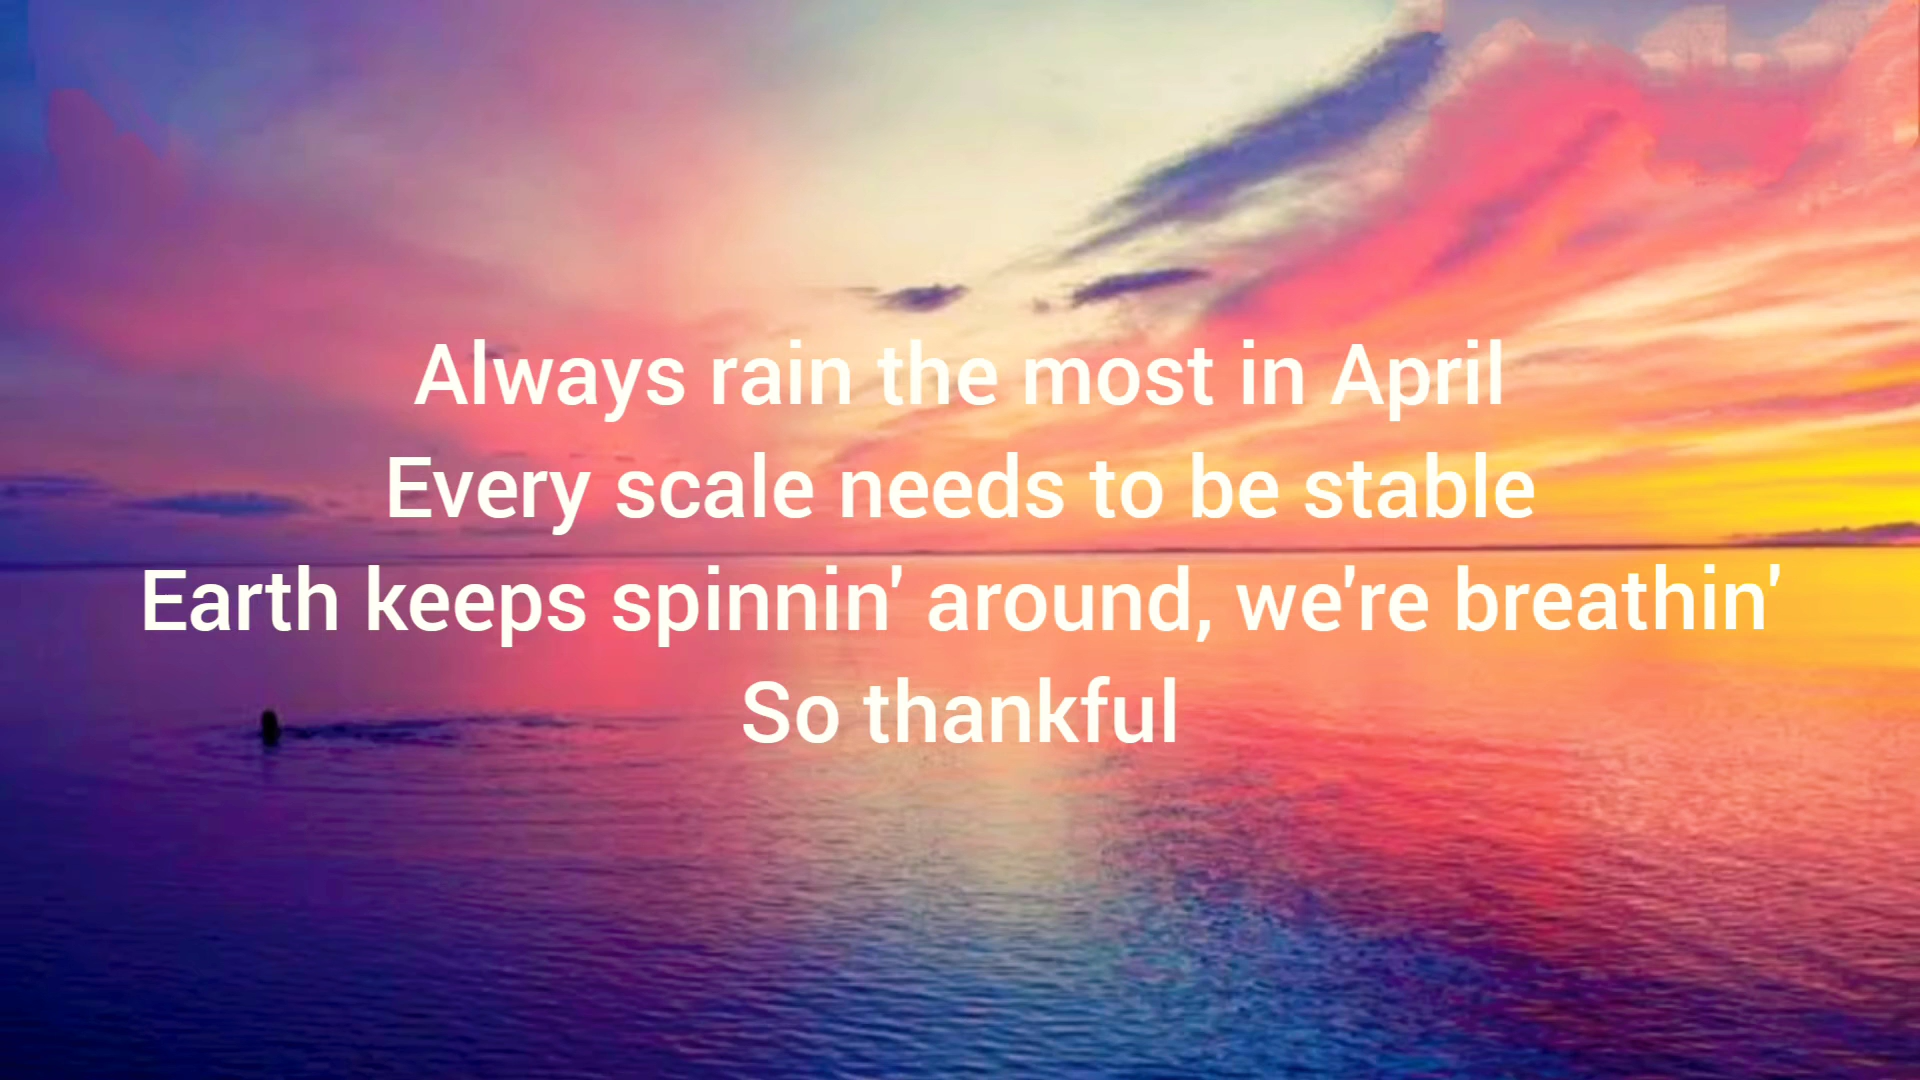 Always rain the most in April
Every scale needs to be stable
Earth keeps spinnin' around, we're breathin'
So thankful